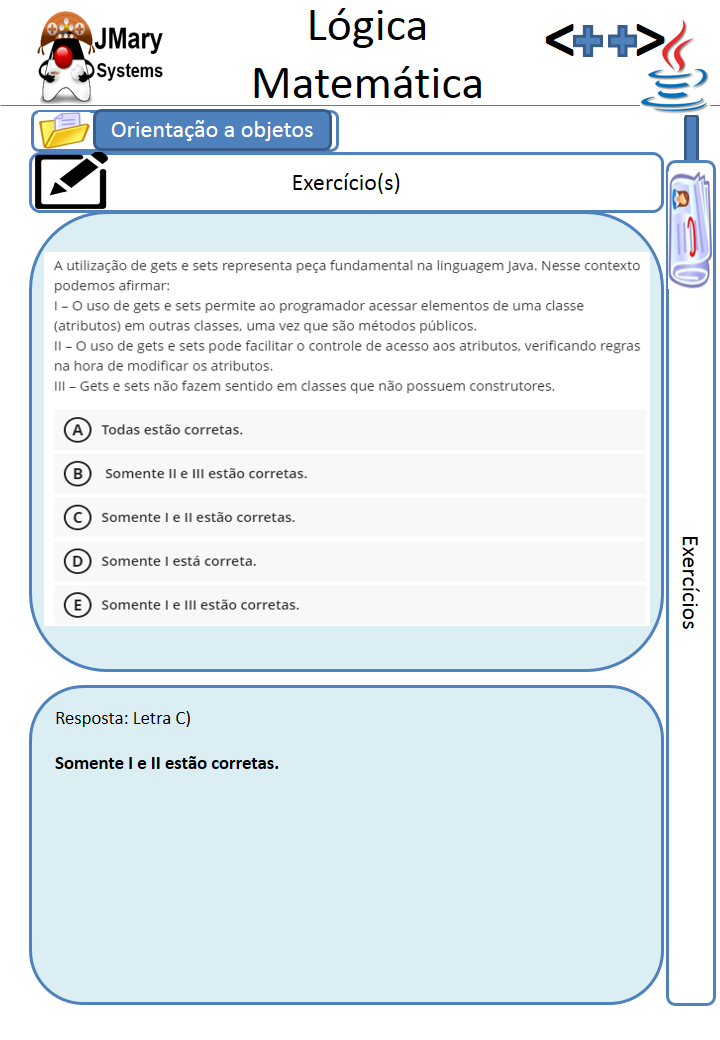 JMary
Systems
Lógica
Matemática
<++>
Orientação a objetos
Exercício(s)
A utilização de gets e sets representa peça fundamental na linguagem Java. Nesse contexto
podemos afirmar:
I – O uso de gets e sets permite ao programador acessar elementos de uma classe
(atributos) em outras classes, uma vez que são métodos públicos.
II – O uso de gets e sets pode facilitar o controle de acesso aos atributos, verificando regras
na hora de modificar os atributos.
III – Gets e sets não fazem sentido em classes que não possuem construtores.
A Todas estão corretas.
B Somente II e III estão corretas.
C Somente I e II estão corretas.
D Somente I está correta.
E Somente I e III estão corretas.
Exercícios
Resposta: Letra C)
Somente I e II estão corretas.